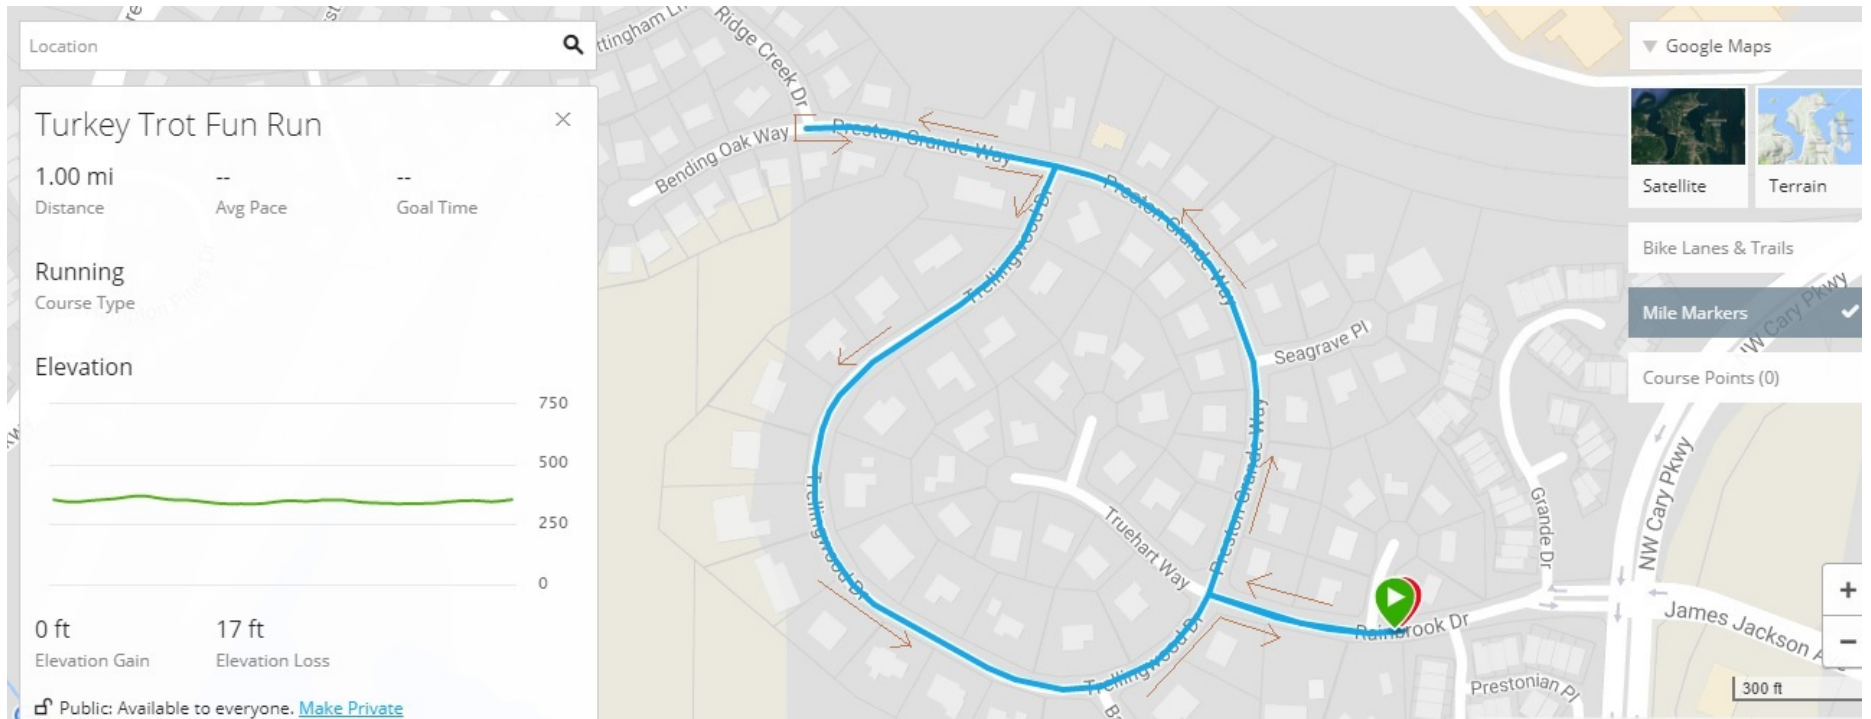 Location
Turkey Trot Fun Run
1.00 mi
Distance
--
Avg Pace
--
Goal Time
Running
Course Type
Elevation
750
500
250
0
0 ft
Elevation Gain
17 ft
Elevation Loss
Public: Available to everyone. Make Private
Ridge Creek Dr
Bending Oak Way
Preston Grande Way
Preston Grande Way
Trellingwood Dr
Seagrave Pl
Preston Grande Way
Trellingwood Dr
Truehart Way
Trellingwood Dr
Rainbrook Dr
Grande Dr
Prestonian Pl
NW Cary Pkwy
NW Cary Pkwy
James Jackson
Google Maps
Satellite
Terrain
Bike Lanes & Trails
Mile Markers
Course Points (0)
+
−
300 ft